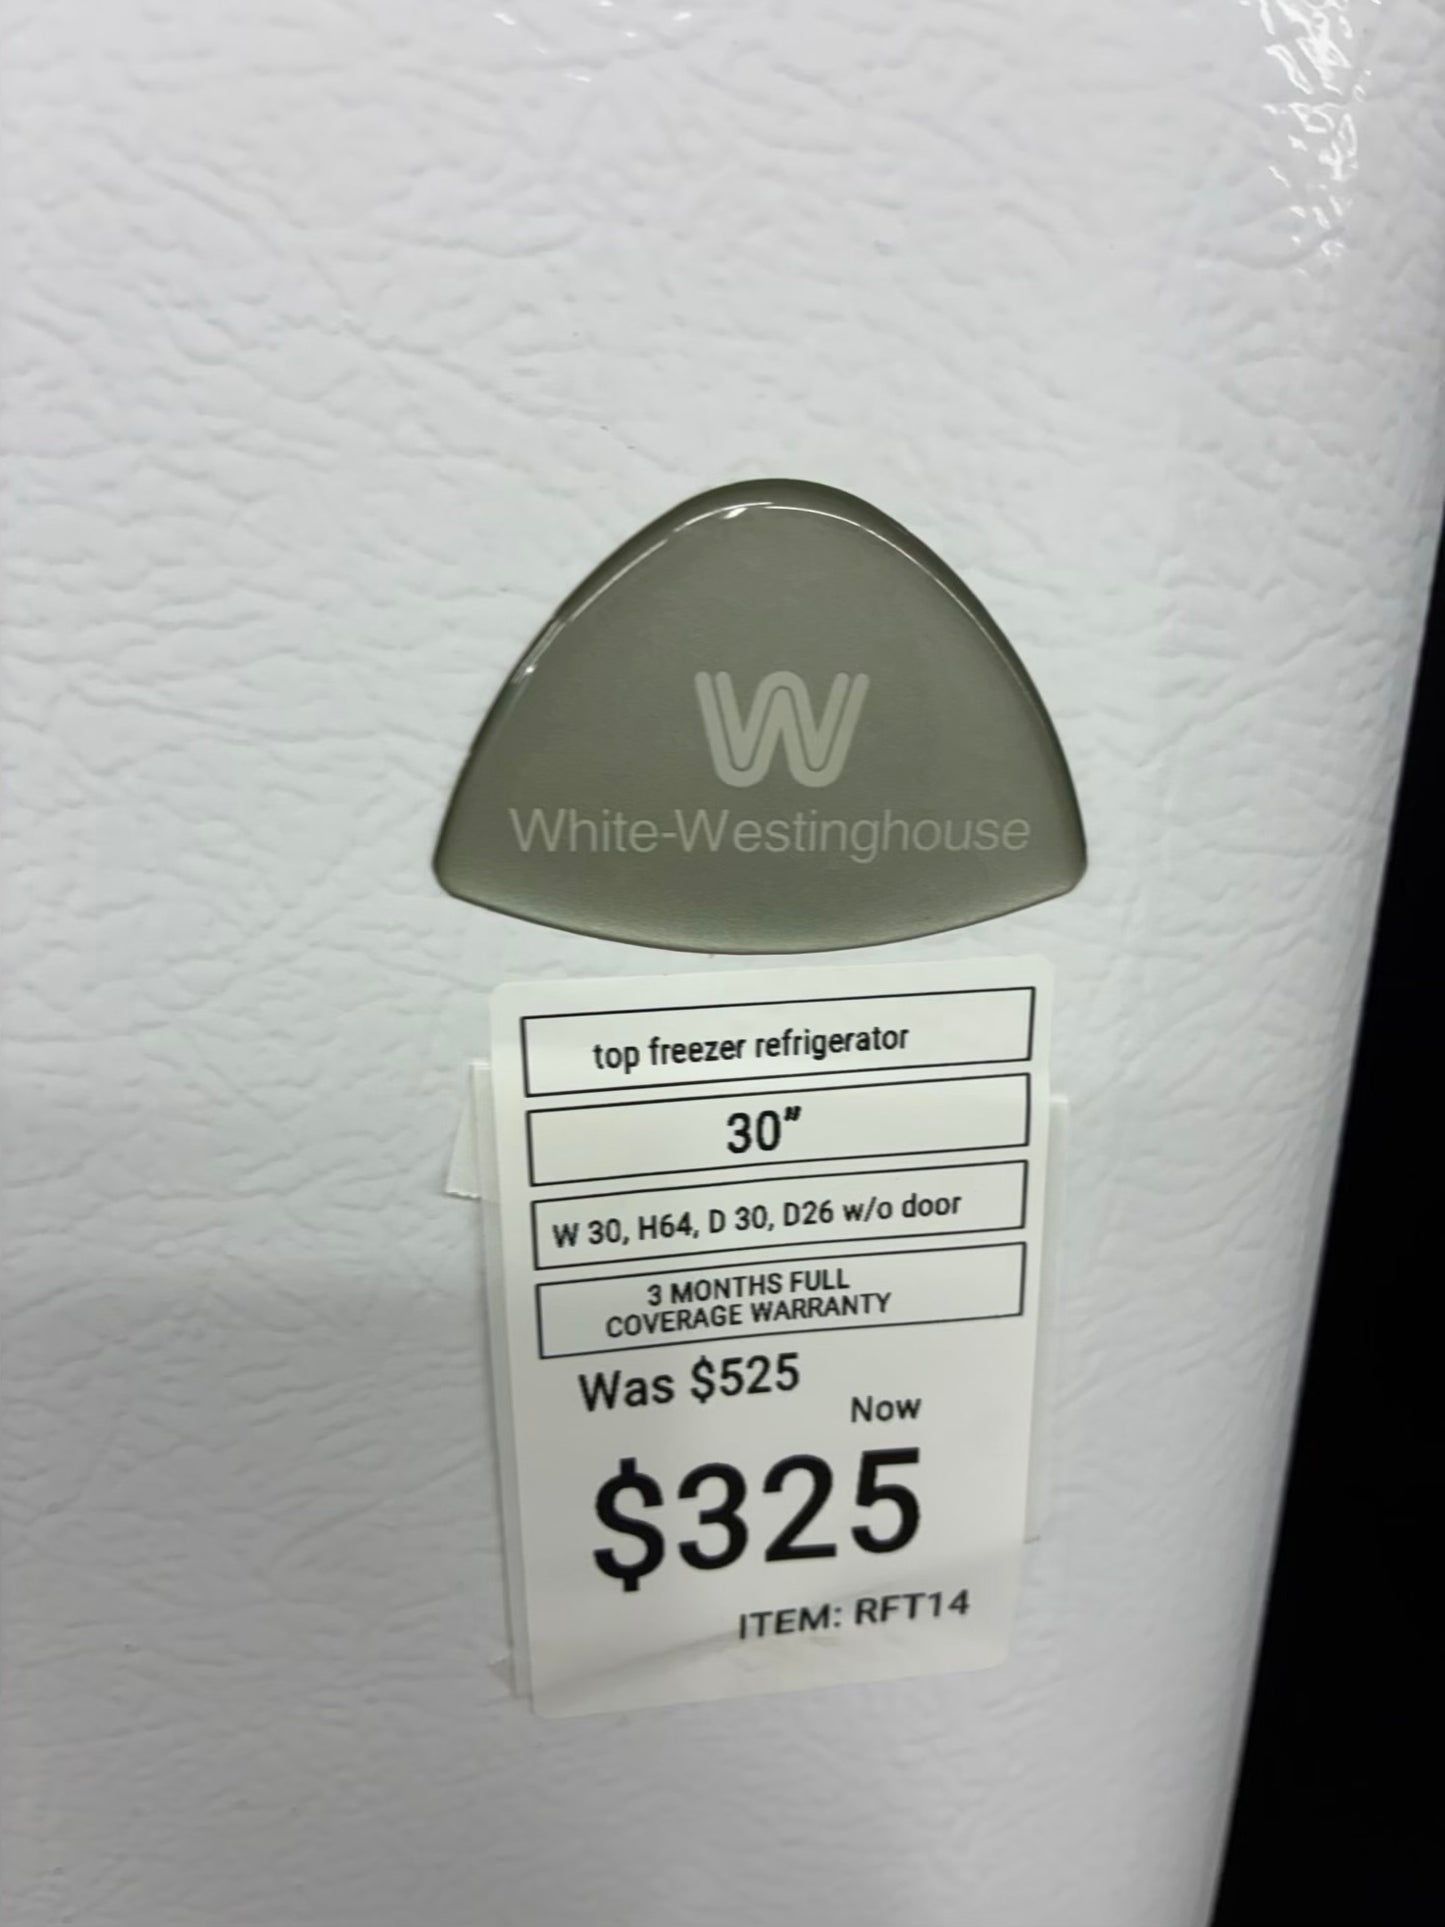 W
White-Westinghouse
top freezer refrigerator
30"
W 30, H64, D 30, D26 w/o door
3 MONTHS FULL
COVERAGE WARRANTY
Was $525
Now
$325
ITEM: RFT14